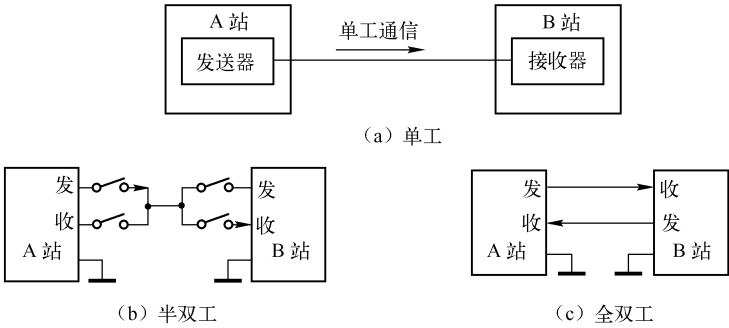 A 站
单工通信
B 站
发送器
接收器
（a）单工
发
收
A 站
发
收
B 站
发
收
A 站
收
发
B 站
（b）半双工
（c）全双工